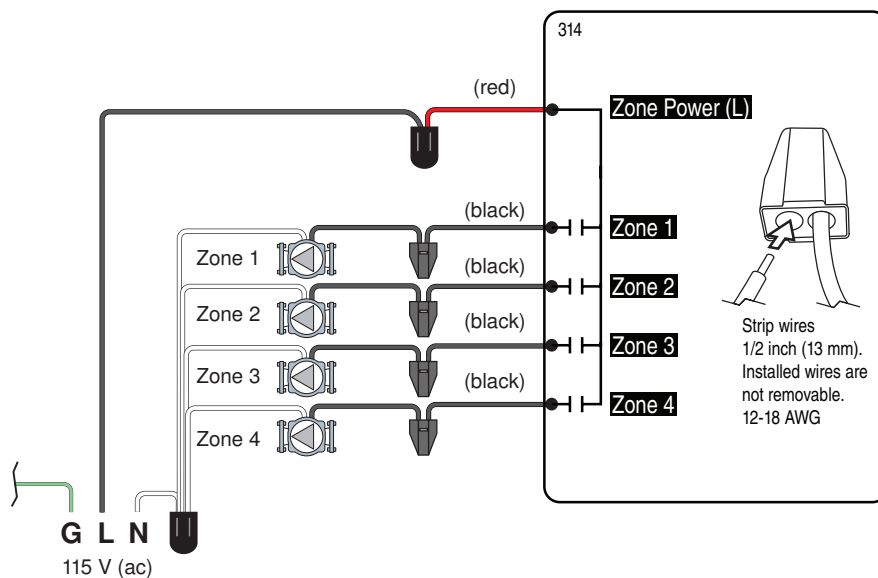 314
(red)
Zone Power (L)
(black)
Zone 1
Zone 1
(black)
Zone 2
Zone 2
(black)
Zone 3
Zone 3
(black)
Zone 4
Zone 4
Strip wires
1/2 inch (13 mm).
Installed wires are
not removable.
12-18 AWG
G L N
115 V (ac)